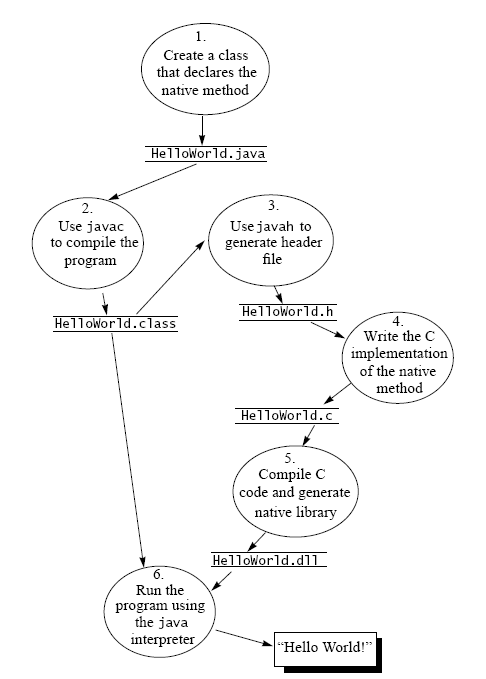 1.
Create a class
that declares the
native method
HelloWorld.java
2.
Use javac
to compile the
program
3.
Use javah to
generate header
file
HelloWorld.class
HelloWorld.h
4.
Write the C
implementation
of the native
method
HelloWorld.c
5.
Compile C
code and generate
native library
HelloWorld.dll
6.
Run the
program using
the java
interpreter
“Hello World!”